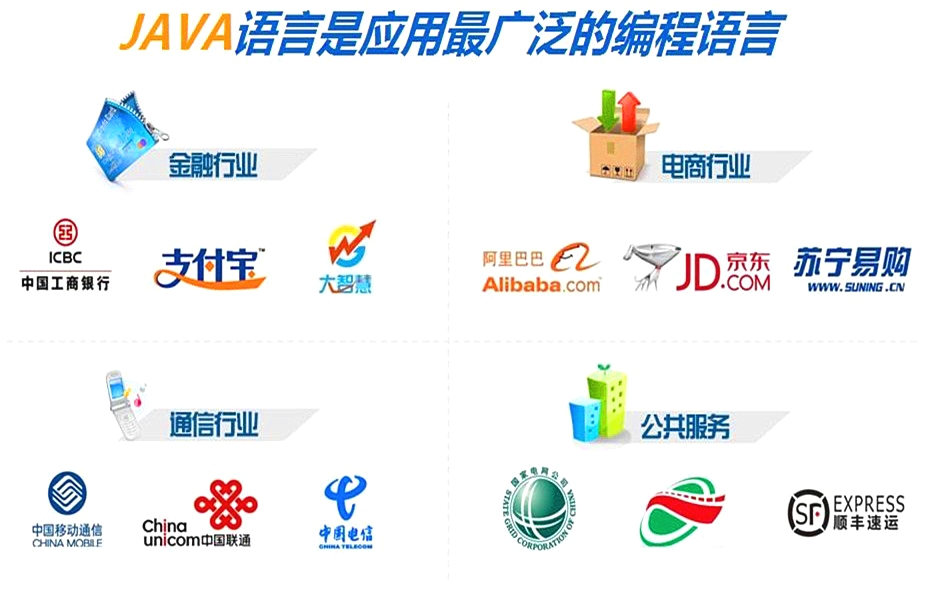 JAVA语言是应用最广泛的编程语言
金融行业
ICBC
中国工商银行
支付宝™
大智慧
电商行业
阿里巴巴
Alibaba.com
JD京东
.COM
苏宁易购
WWW.SUNING.CN
通信行业
中国移动通信
CHINA MOBILE
China
unicom中国联通
中国电信
CHINA TELECOM
公共服务
国家电网公司
STATE GRID CORPORATION OF CHINA
SF EXPRESS
顺丰速运